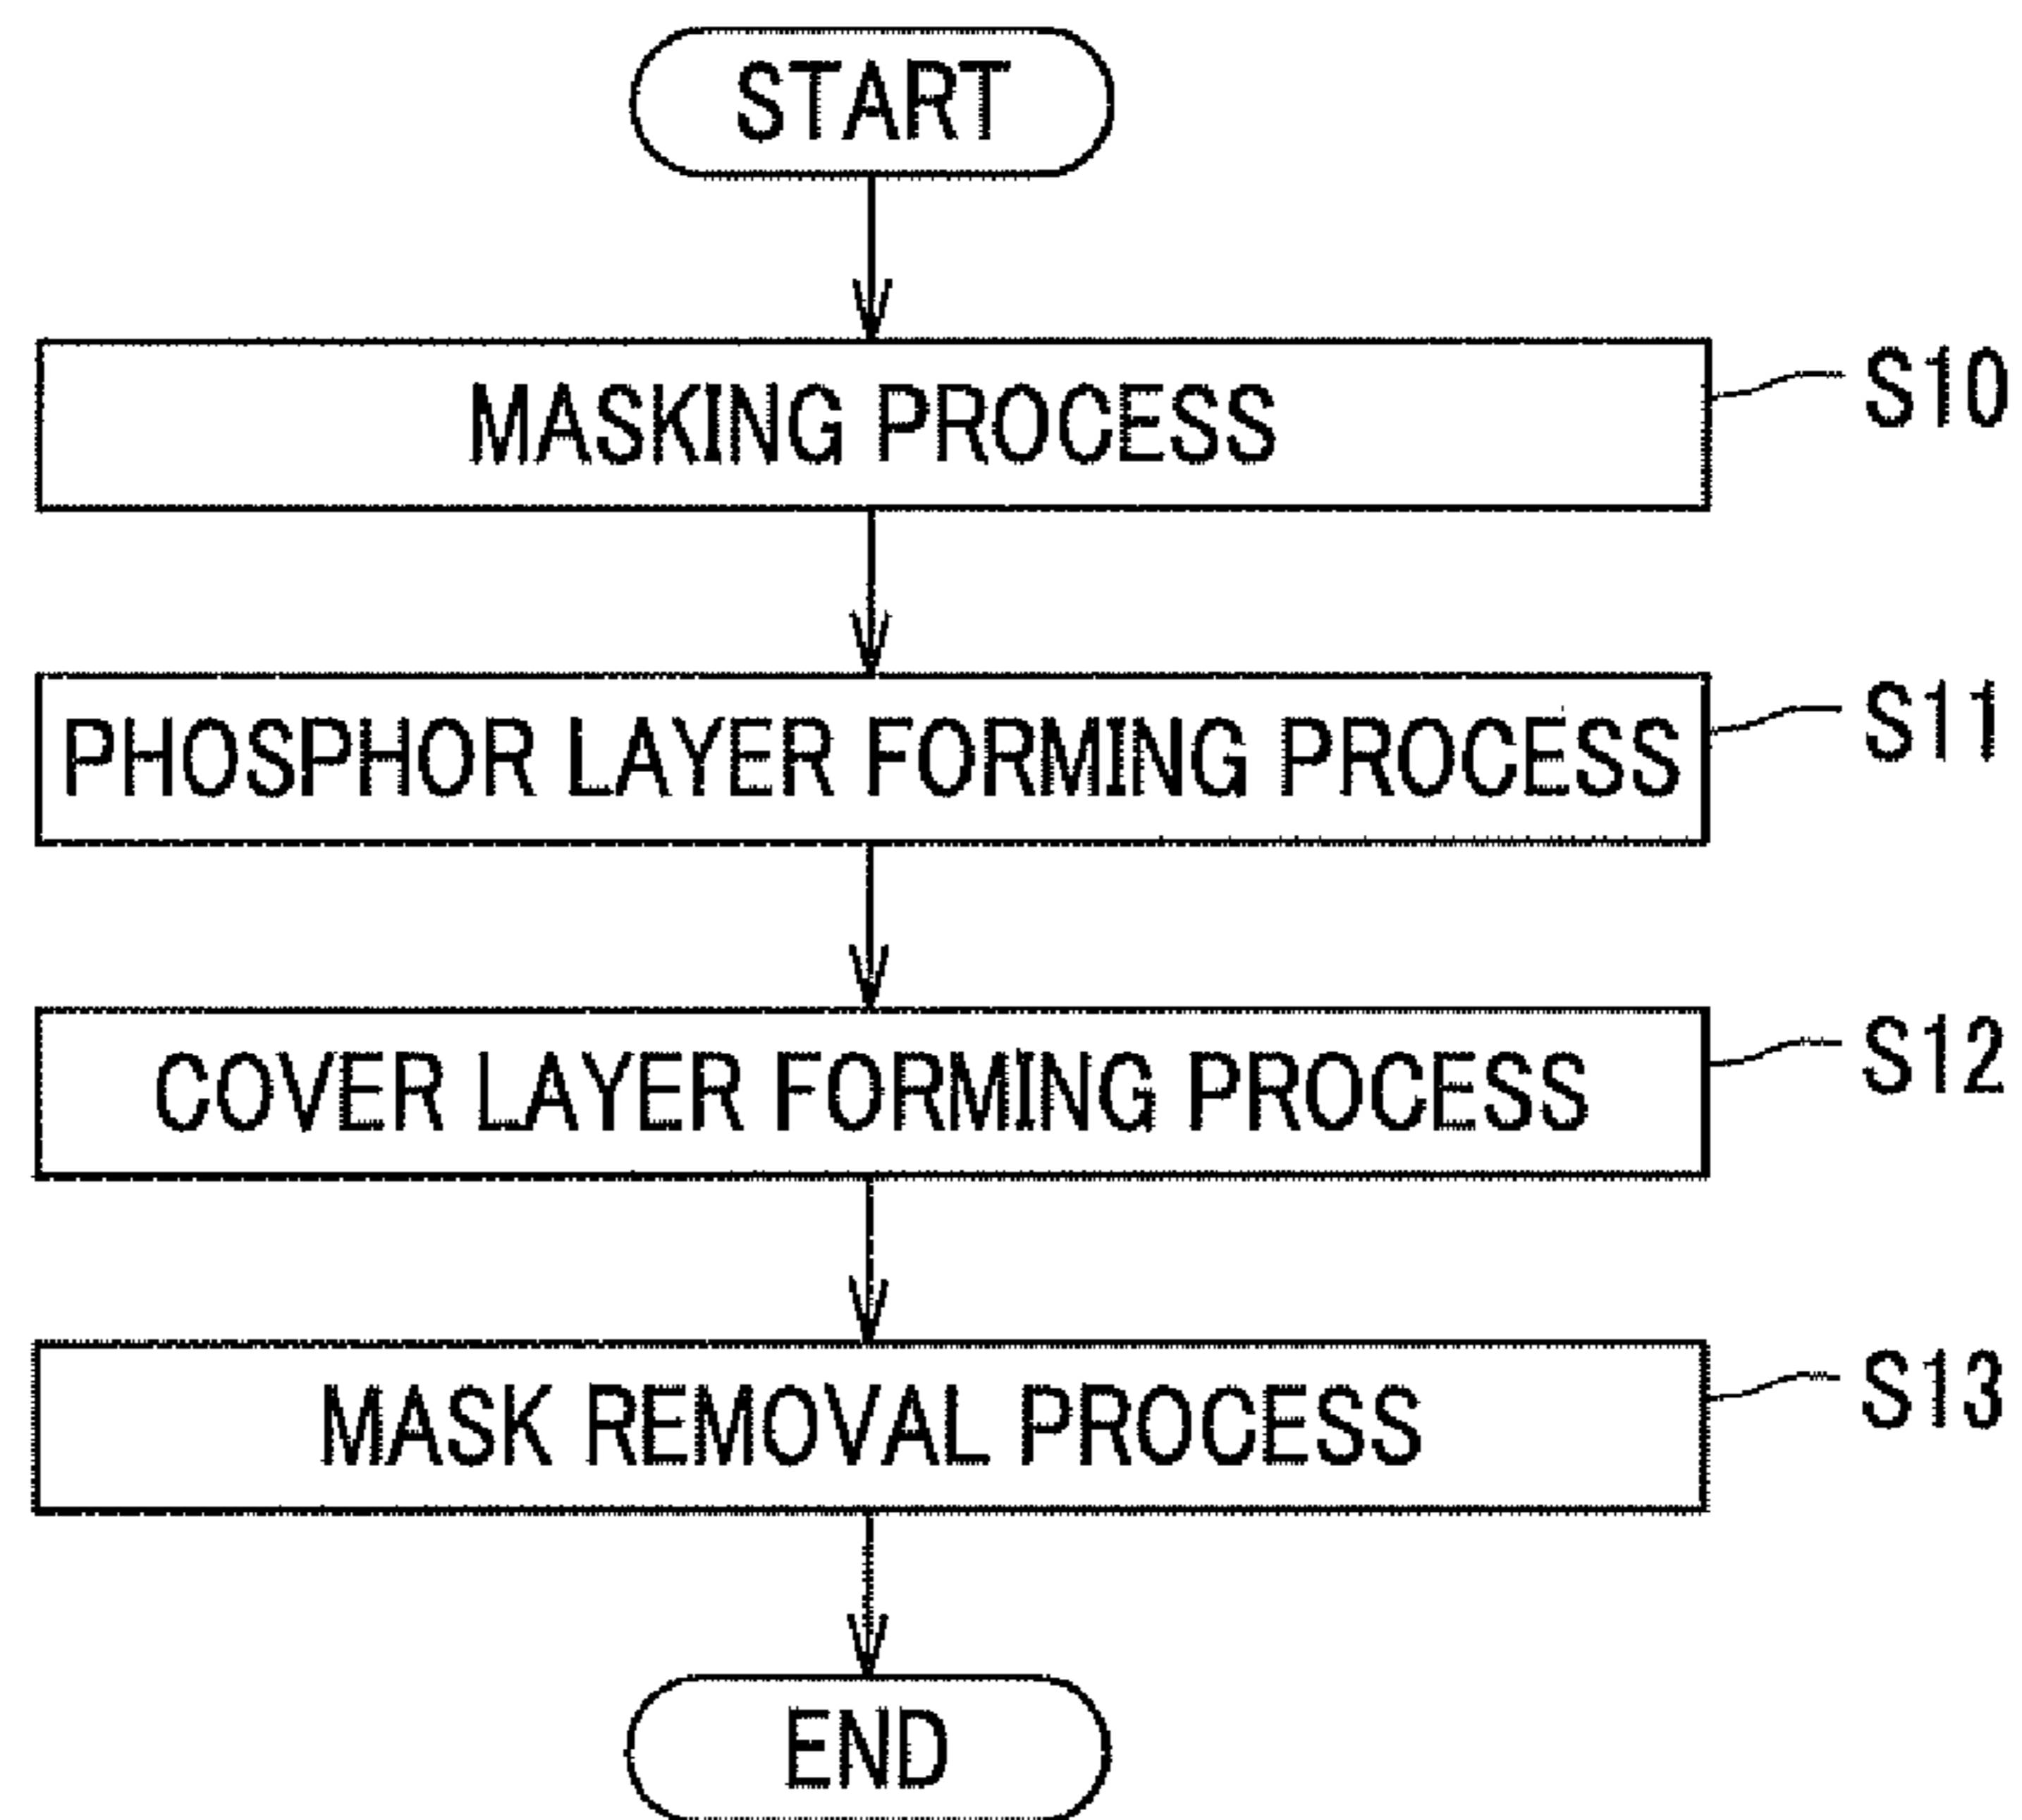 START
MASKING PROCESS S10
PHOSPHOR LAYER FORMING PROCESS S11
COVER LAYER FORMING PROCESS S12
MASK REMOVAL PROCESS S13
END